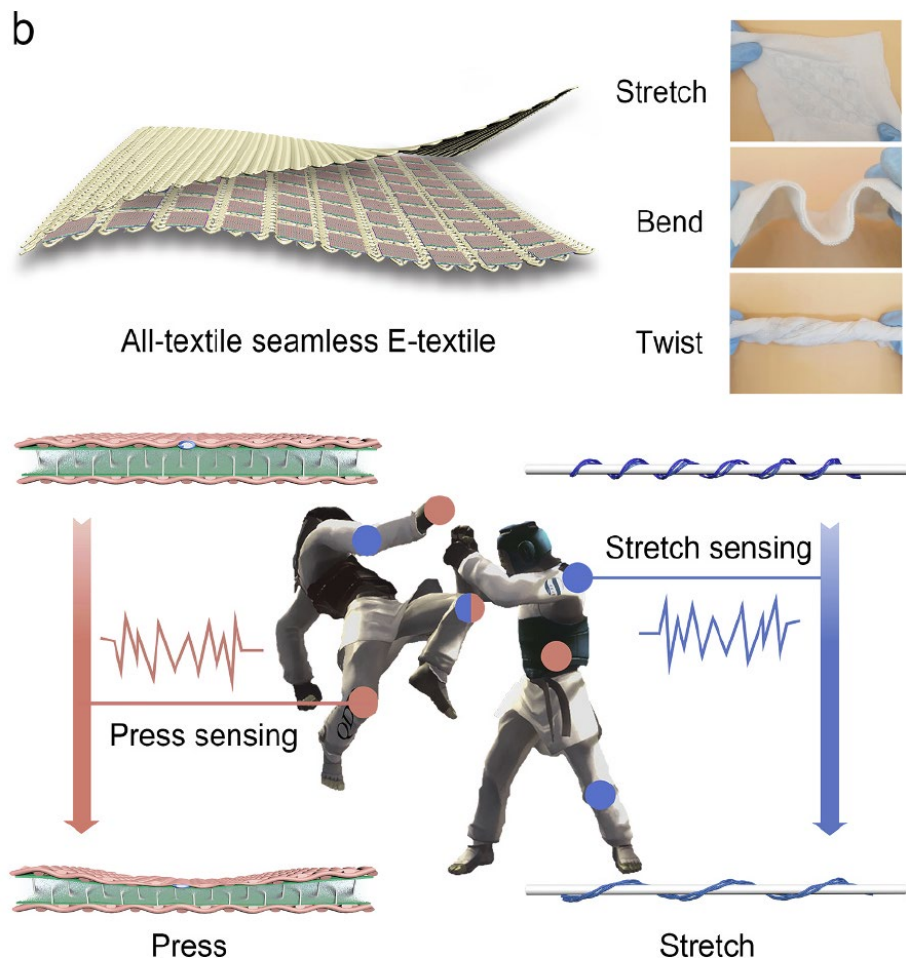 b
Stretch
Bend
All-textile seamless E-textile
Twist
Stretch sensing
Press sensing
Press
Stretch